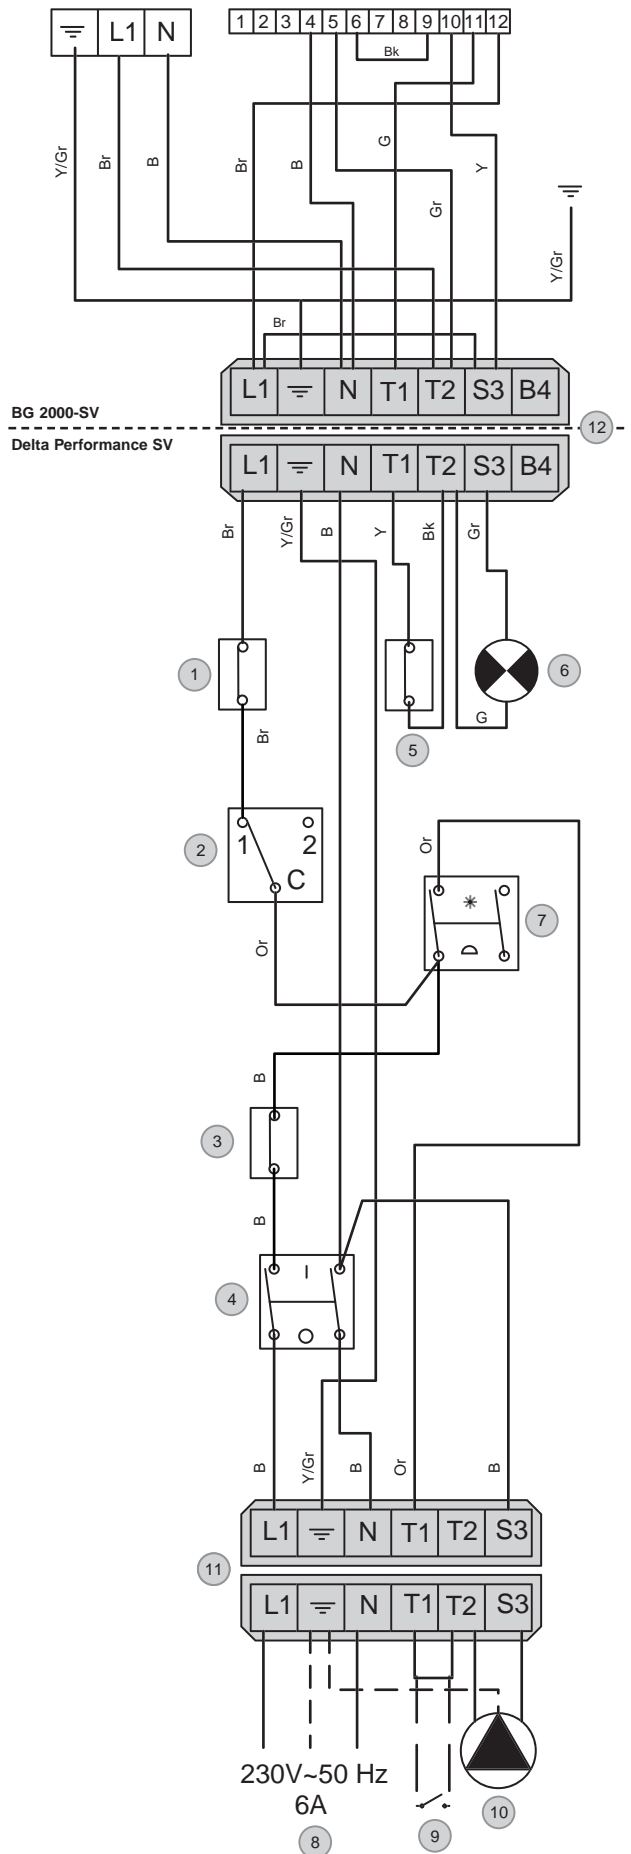 L1 N
1 2 3 4 5 6 7 8 9 10 11 12
Bk
Y/Gr Br B Br B G Gr Y Y/Gr
Br
L1 N T1 T2 S3 B4
BG 2000-SV
12
Delta Performance SV
L1 N T1 T2 S3 B4
Br Y/Gr B Y Bk Gr
1
6
G
5
Br
2
1 2
C
Or
7
Or
B
3
B
4
I
B Y/Gr B Or B
L1 N T1 T2 S3
11
L1 N T1 T2 S3
230V~50 Hz
6A
8
9
10